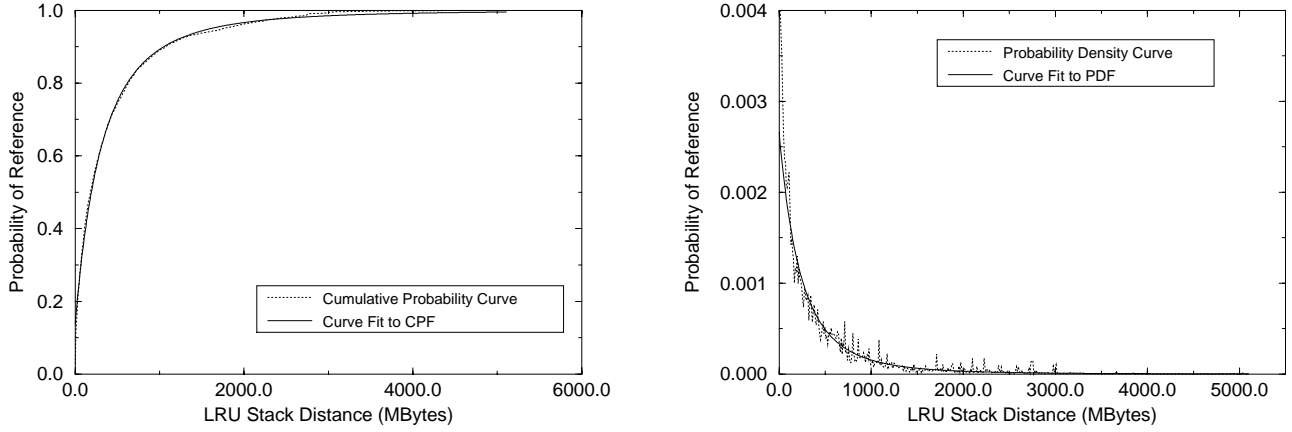 Probability of Reference
1.0
0.8
0.6
0.4
0.2
0.0
Cumulative Probability Curve
Curve Fit to CPF
0.0 2000.0 4000.0 6000.0
LRU Stack Distance (MBytes)
Probability of Reference
0.004
0.003
0.002
0.001
0.000
Probability Density Curve
Curve Fit to PDF
0.0 1000.0 2000.0 3000.0 4000.0 5000.0
LRU Stack Distance (MBytes)